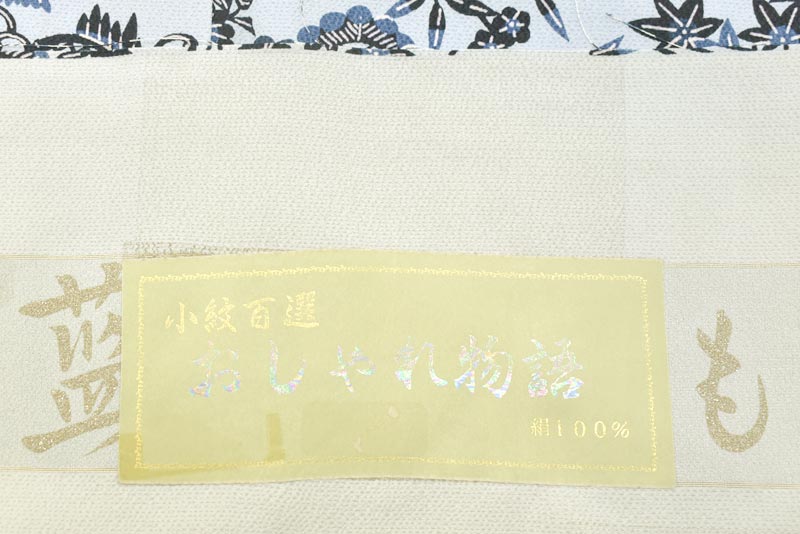 小紋百選
おしゃれ物語
絹100%
藍
も